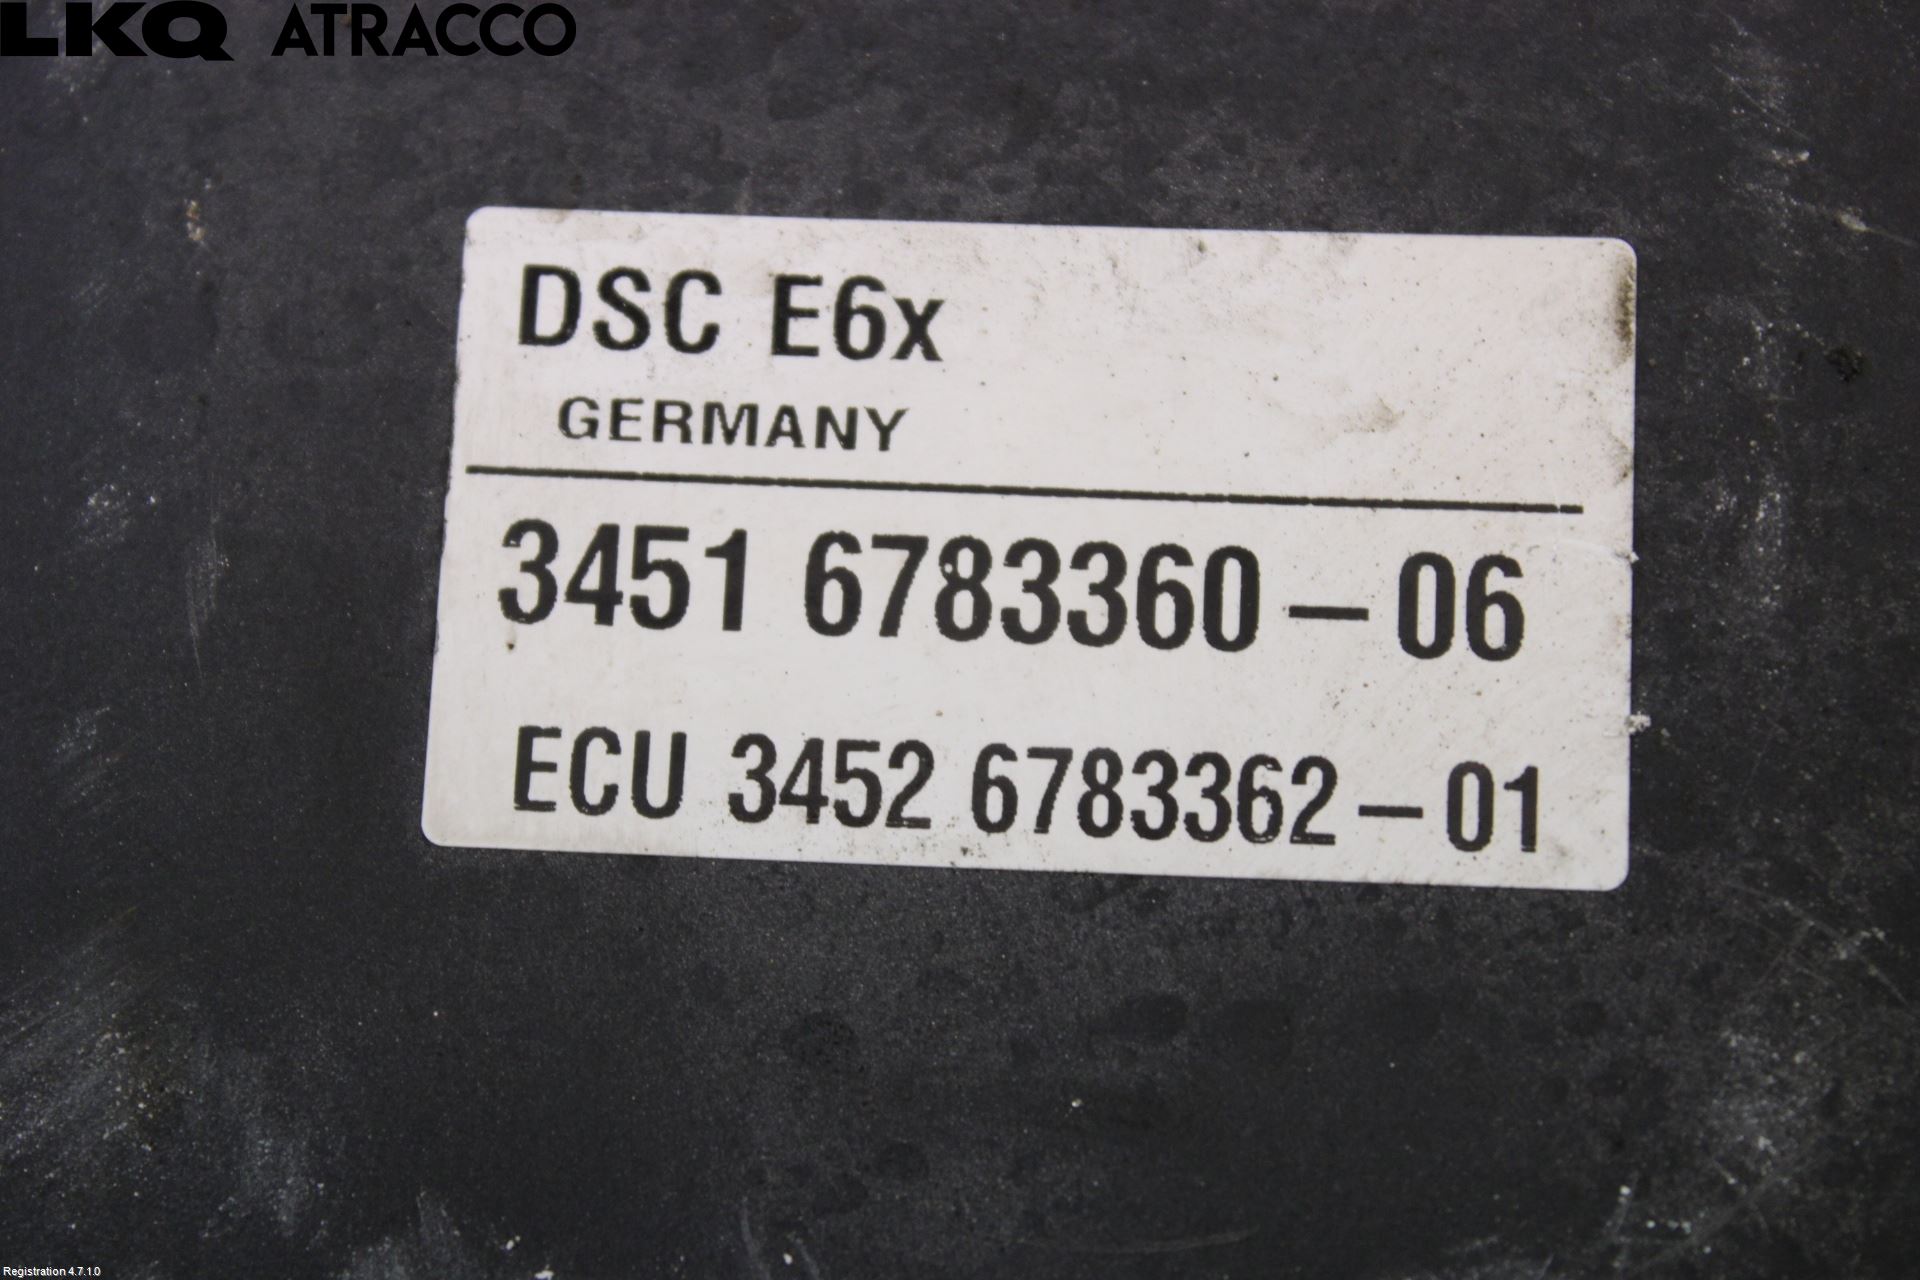 LKQ ATRACCO
DSC E6x
GERMANY
3451 6783360 – 06
ECU 3452 6783362 – 01
Registration 4.7.1.0